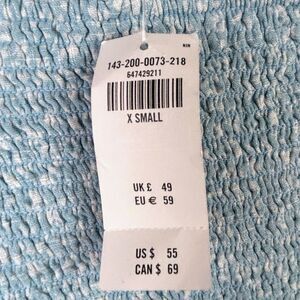 143-200-0073-218
647429211
X SMALL
UK £ 49
EU € 59
US $ 55
CAN $ 69